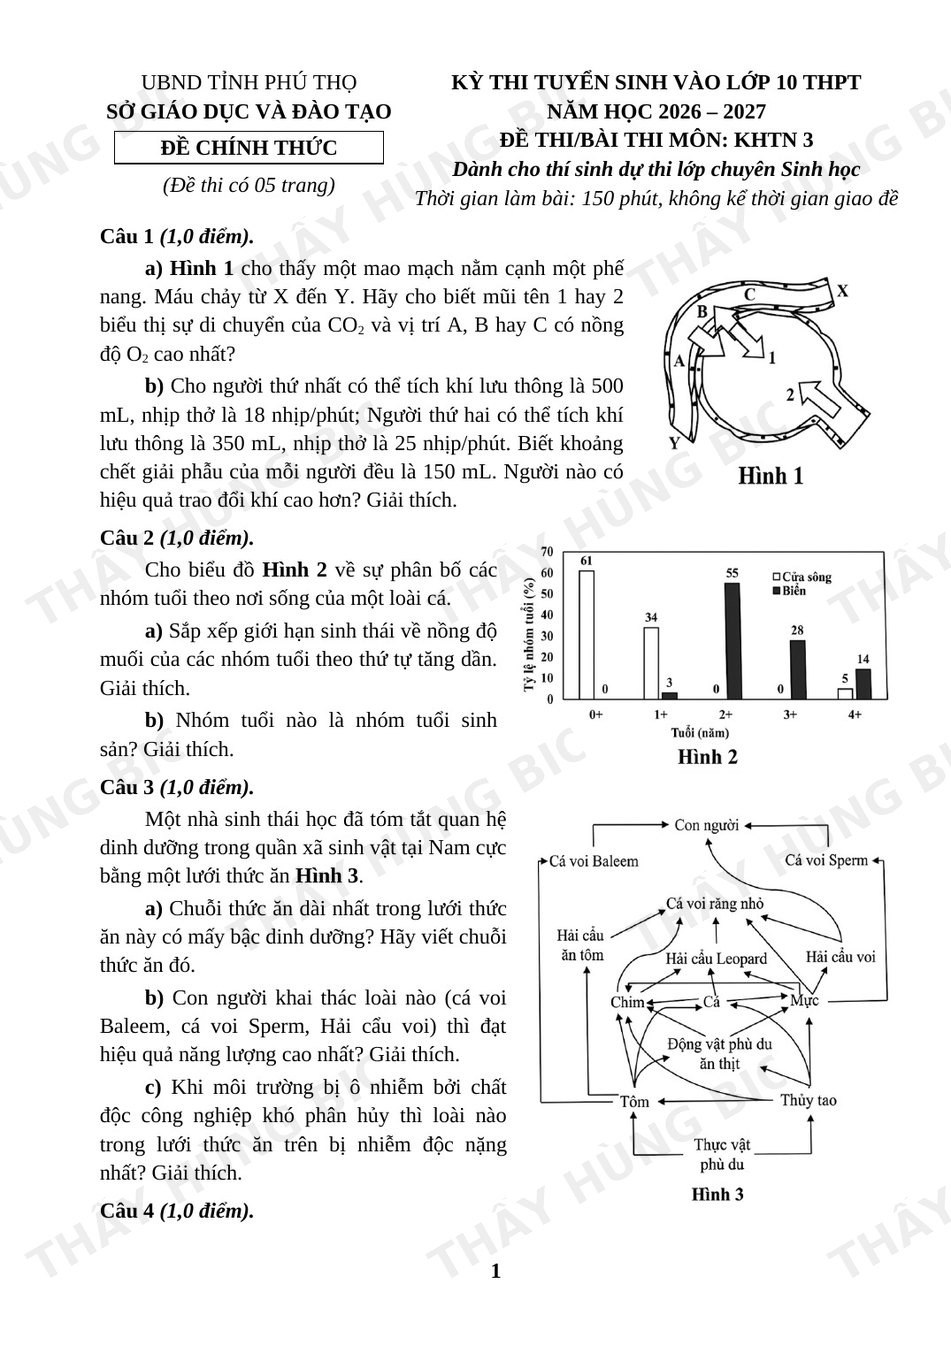 UBND TỈNH PHÚ THỌ
SỞ GIÁO DỤC VÀ ĐÀO TẠO
ĐỀ CHÍNH THỨC
(Đề thi có 05 trang)
KỲ THI TUYỂN SINH VÀO LỚP 10 THPT
NĂM HỌC 2026 – 2027
ĐỀ THI/BÀI THI MÔN: KHTN 3
Dành cho thí sinh dự thi lớp chuyên Sinh học
Thời gian làm bài: 150 phút, không kể thời gian giao đề
Câu 1 (1,0 điểm).
a) Hình 1 cho thấy một mao mạch nằm cạnh một phế
nang. Máu chảy từ X đến Y. Hãy cho biết mũi tên 1 hay 2
biểu thị sự di chuyển của CO₂ và vị trí A, B hay C có nồng
độ O₂ cao nhất?
b) Cho người thứ nhất có thể tích khí lưu thông là 500
mL, nhịp thở là 18 nhịp/phút; Người thứ hai có thể tích khí
lưu thông là 350 mL, nhịp thở là 25 nhịp/phút. Biết khoảng
chết giải phẫu của mỗi người đều là 150 mL. Người nào có
hiệu quả trao đổi khí cao hơn? Giải thích.
X
C
B
A
1
2
Y
Hình 1
Câu 2 (1,0 điểm).
Cho biểu đồ Hình 2 về sự phân bố các
nhóm tuổi theo nơi sống của một loài cá.
a) Sắp xếp giới hạn sinh thái về nồng độ
muối của các nhóm tuổi theo thứ tự tăng dần.
Giải thích.
b) Nhóm tuổi nào là nhóm tuổi sinh
sản? Giải thích.
Tỷ lệ nhóm tuổi (%)
70
60
50
40
30
20
10
0
61
0
34
3
0
55
0
28
5
14
Cửa sông
Biển
0+ 1+ 2+ 3+ 4+
Tuổi (năm)
Hình 2
Câu 3 (1,0 điểm).
Một nhà sinh thái học đã tóm tắt quan hệ
dinh dưỡng trong quần xã sinh vật tại Nam cực
bằng một lưới thức ăn Hình 3.
a) Chuỗi thức ăn dài nhất trong lưới thức
ăn này có mấy bậc dinh dưỡng? Hãy viết chuỗi
thức ăn đó.
b) Con người khai thác loài nào (cá voi
Baleem, cá voi Sperm, Hải cẩu voi) thì đạt
hiệu quả năng lượng cao nhất? Giải thích.
c) Khi môi trường bị ô nhiễm bởi chất
độc công nghiệp khó phân hủy thì loài nào
trong lưới thức ăn trên bị nhiễm độc nặng
nhất? Giải thích.
Con người
Cá voi Baleem
Cá voi Sperm
Cá voi răng nhỏ
Hải cẩu
ăn tôm
Hải cẩu Leopard
Hải cẩu voi
Chim
Cá
Mực
Động vật phù du
ăn thịt
Tôm
Thủy tao
Thực vật
phù du
Hình 3
Câu 4 (1,0 điểm).
1
THẦY HÙNG BIC